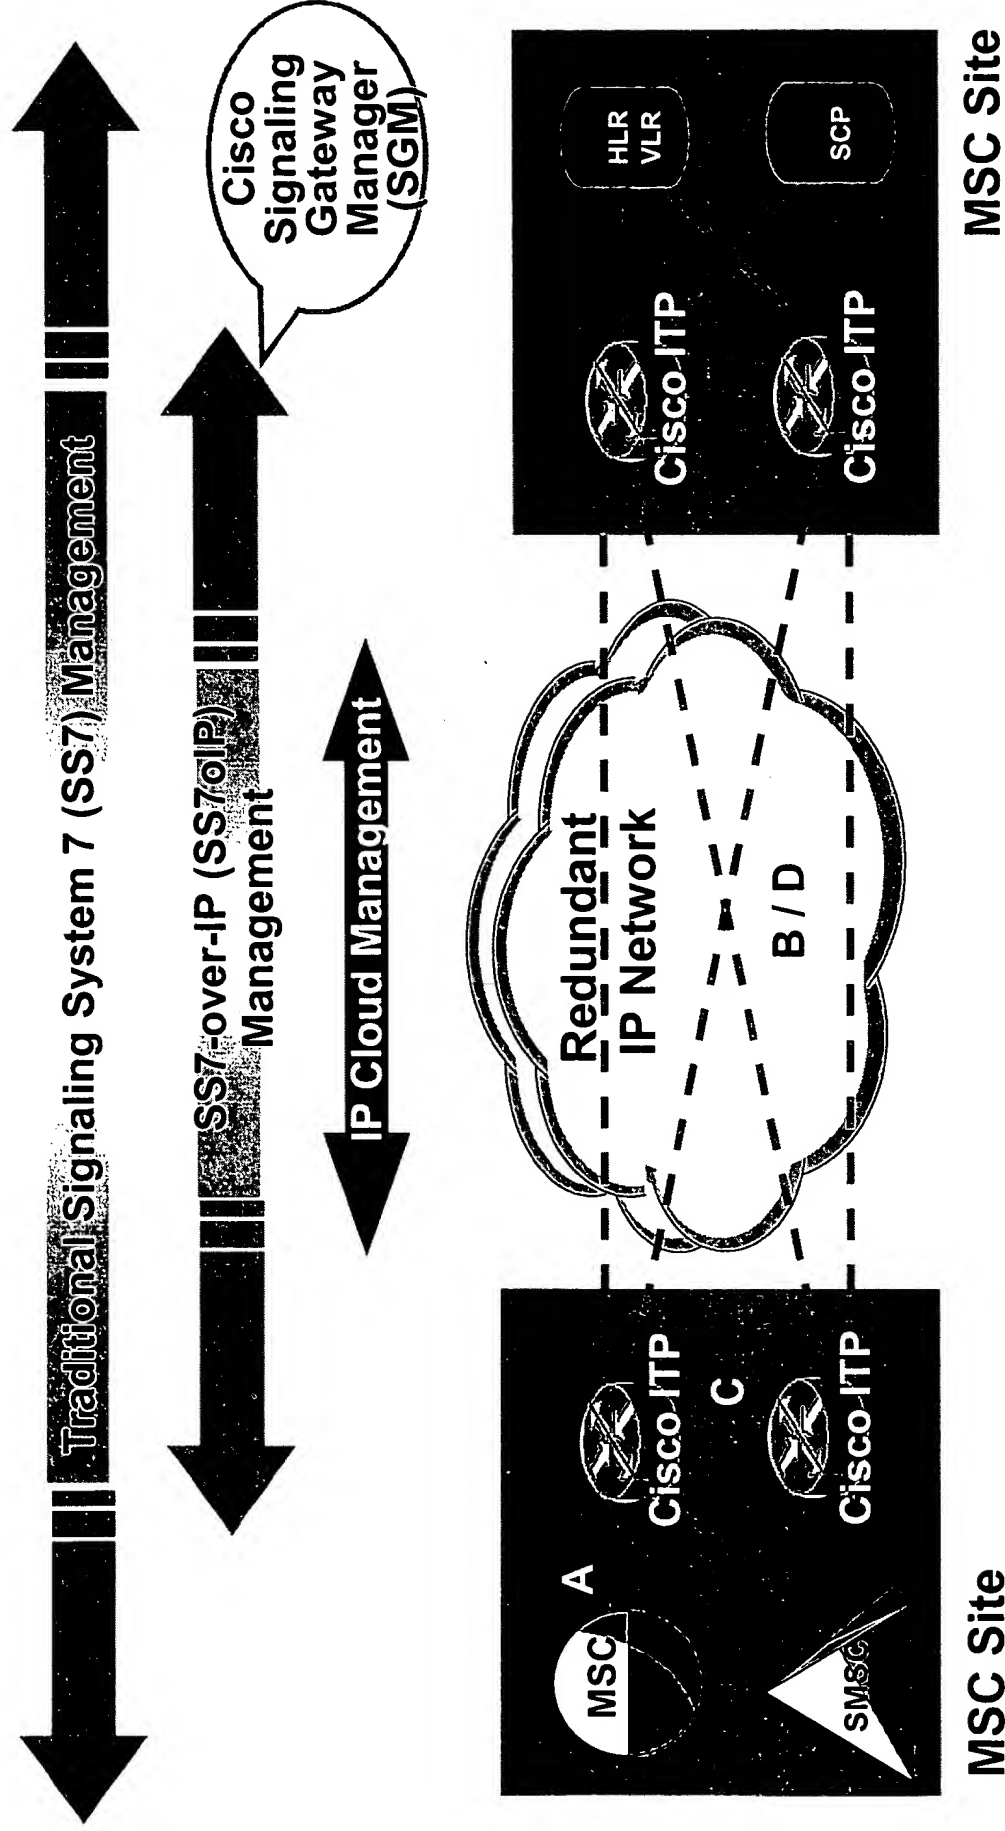 Traditional Signaling System 7 (SS7) Management
SS7-over-IP (SS7oIP)
Management
Cisco
Signaling
Gateway
Manager
(SGM)
IP Cloud Management
MSC
A
Cisco ITP
Redundant
IP Network
Cisco ITP
HLR
VLR
C
B / D
SMSC
Cisco ITP
Cisco ITP
SCP
MSC Site
MSC Site